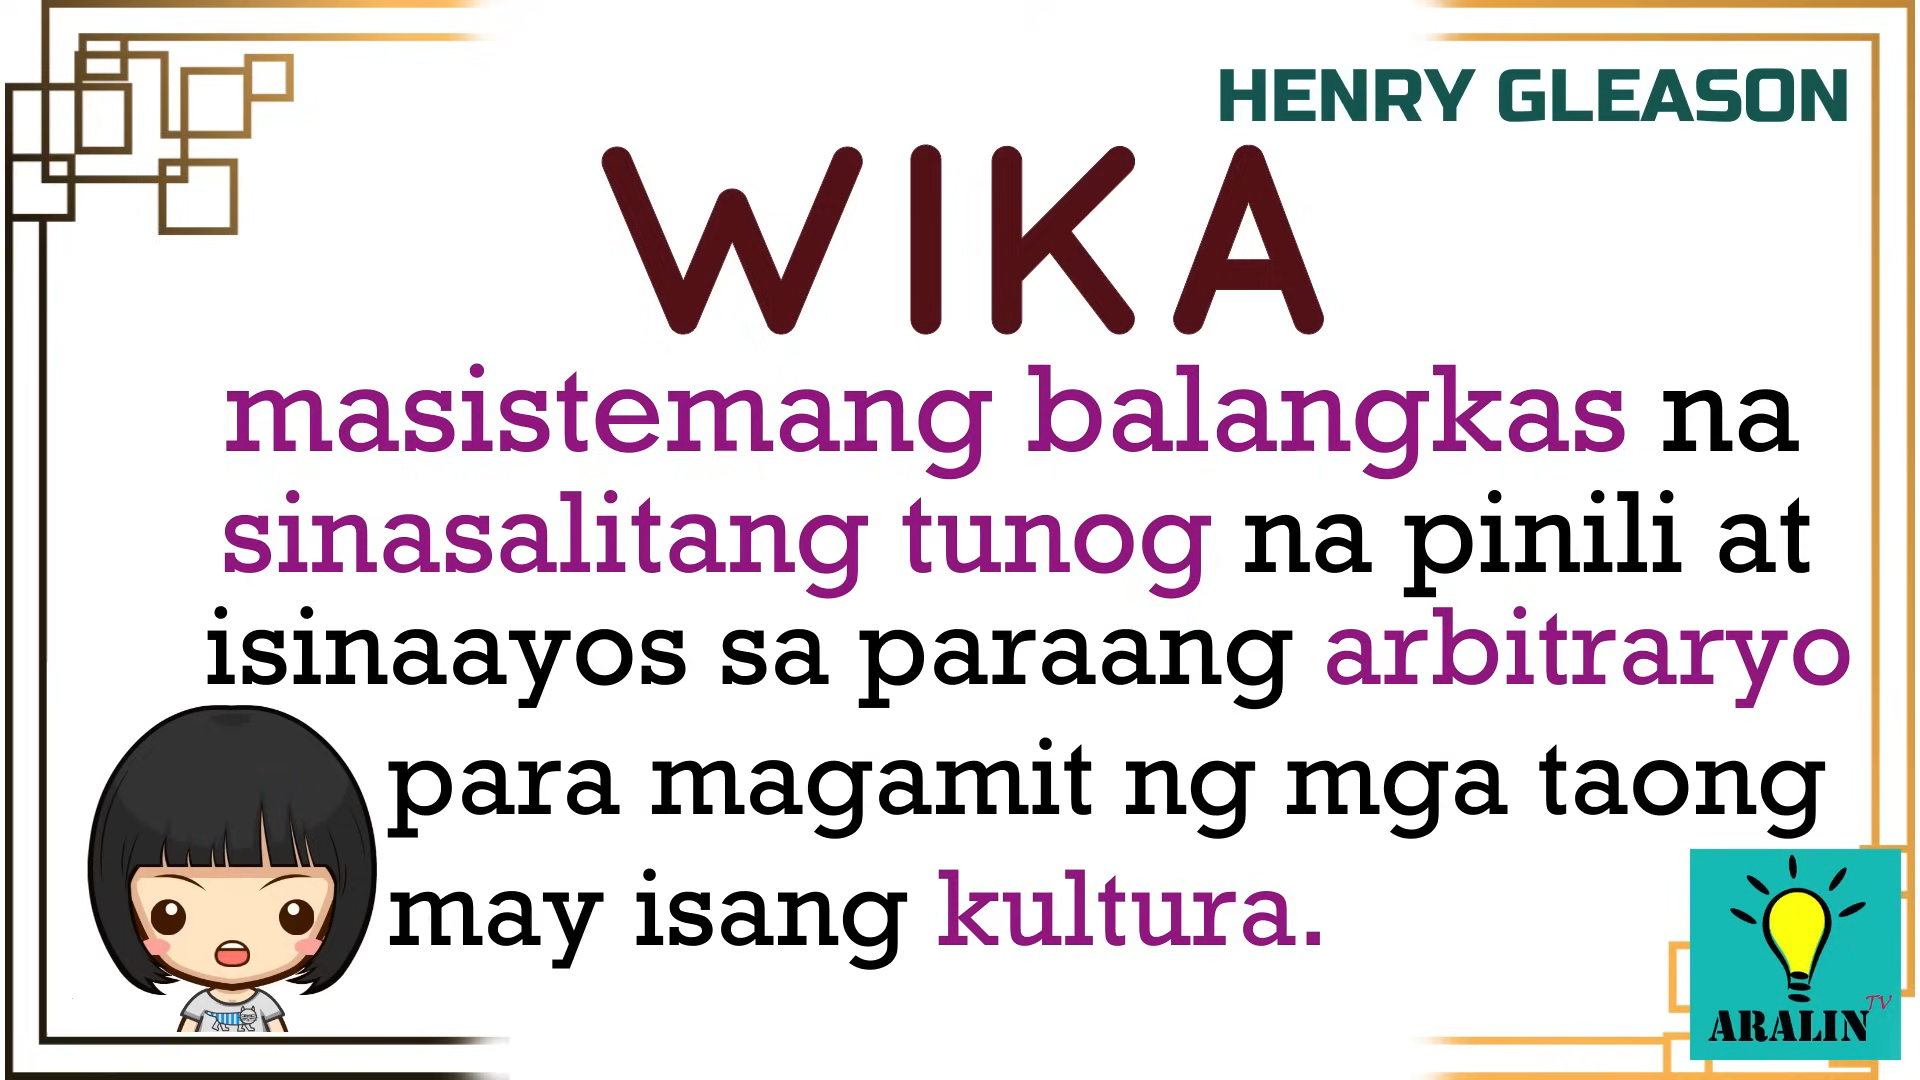 HENRY GLEASON
WIKA
masistemang balangkas na
sinasalitang tunog na pinili at
isinaayos sa paraang arbitraryo
para magamit ng mga taong
may isang kultura.
TV
ARALIN